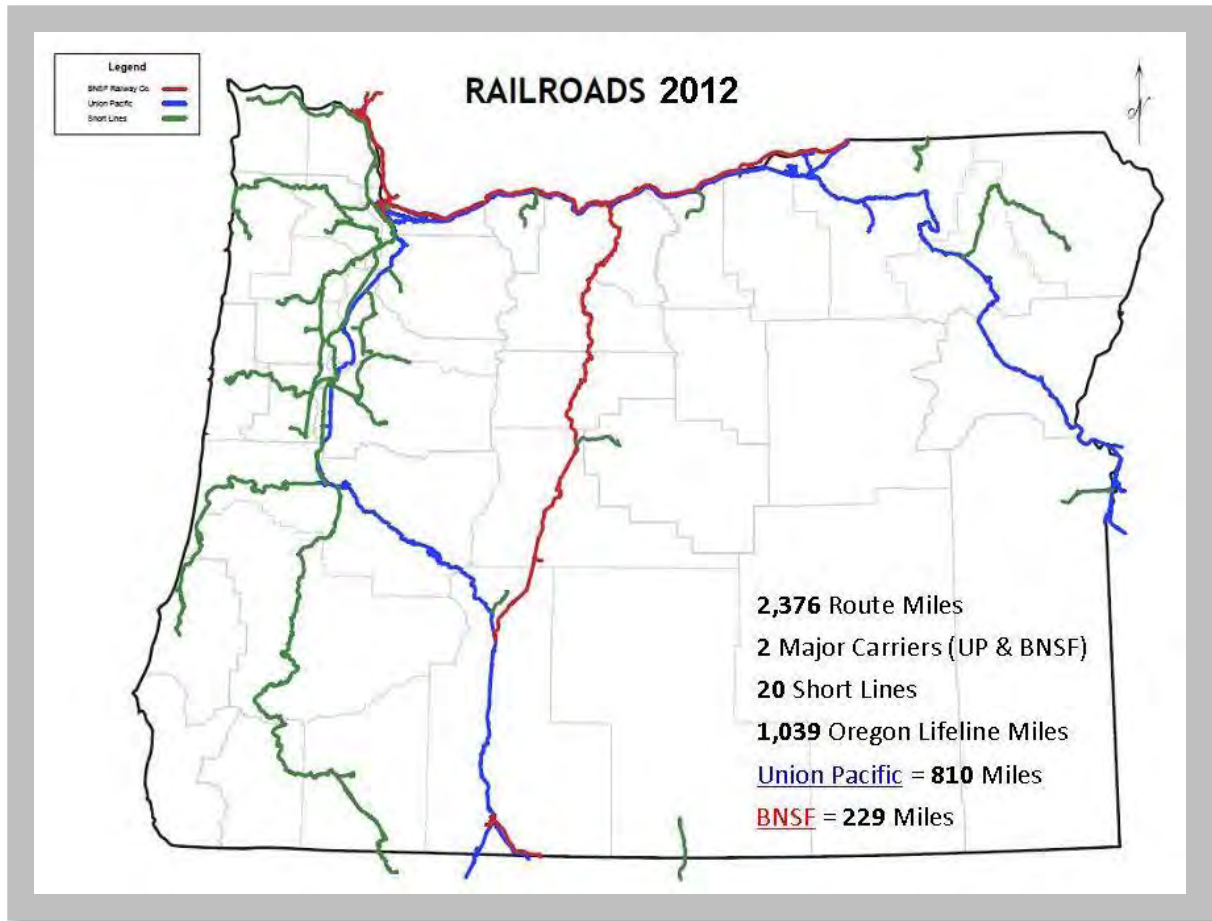 Legend
BNSF Railway Co
Union Pacific
Short Lines
RAILROADS 2012
N
2,376 Route Miles
2 Major Carriers (UP & BNSF)
20 Short Lines
1,039 Oregon Lifeline Miles
Union Pacific = 810 Miles
BNSF = 229 Miles